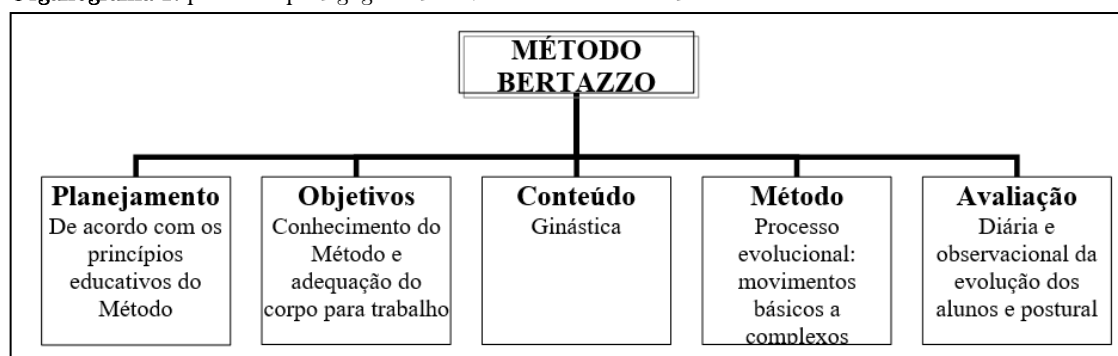 MÉTODO
BERTAZZO
Planejamento
De acordo com os
princípios
educativos do
Método
Objetivos
Conhecimento do
Método e
adequação do
corpo para trabalho
Conteúdo
Ginástica
Método
Processo
evolucional:
movimentos
básicos a
complexos
Avaliação
Diária e
observacional da
evolução dos
alunos e postural